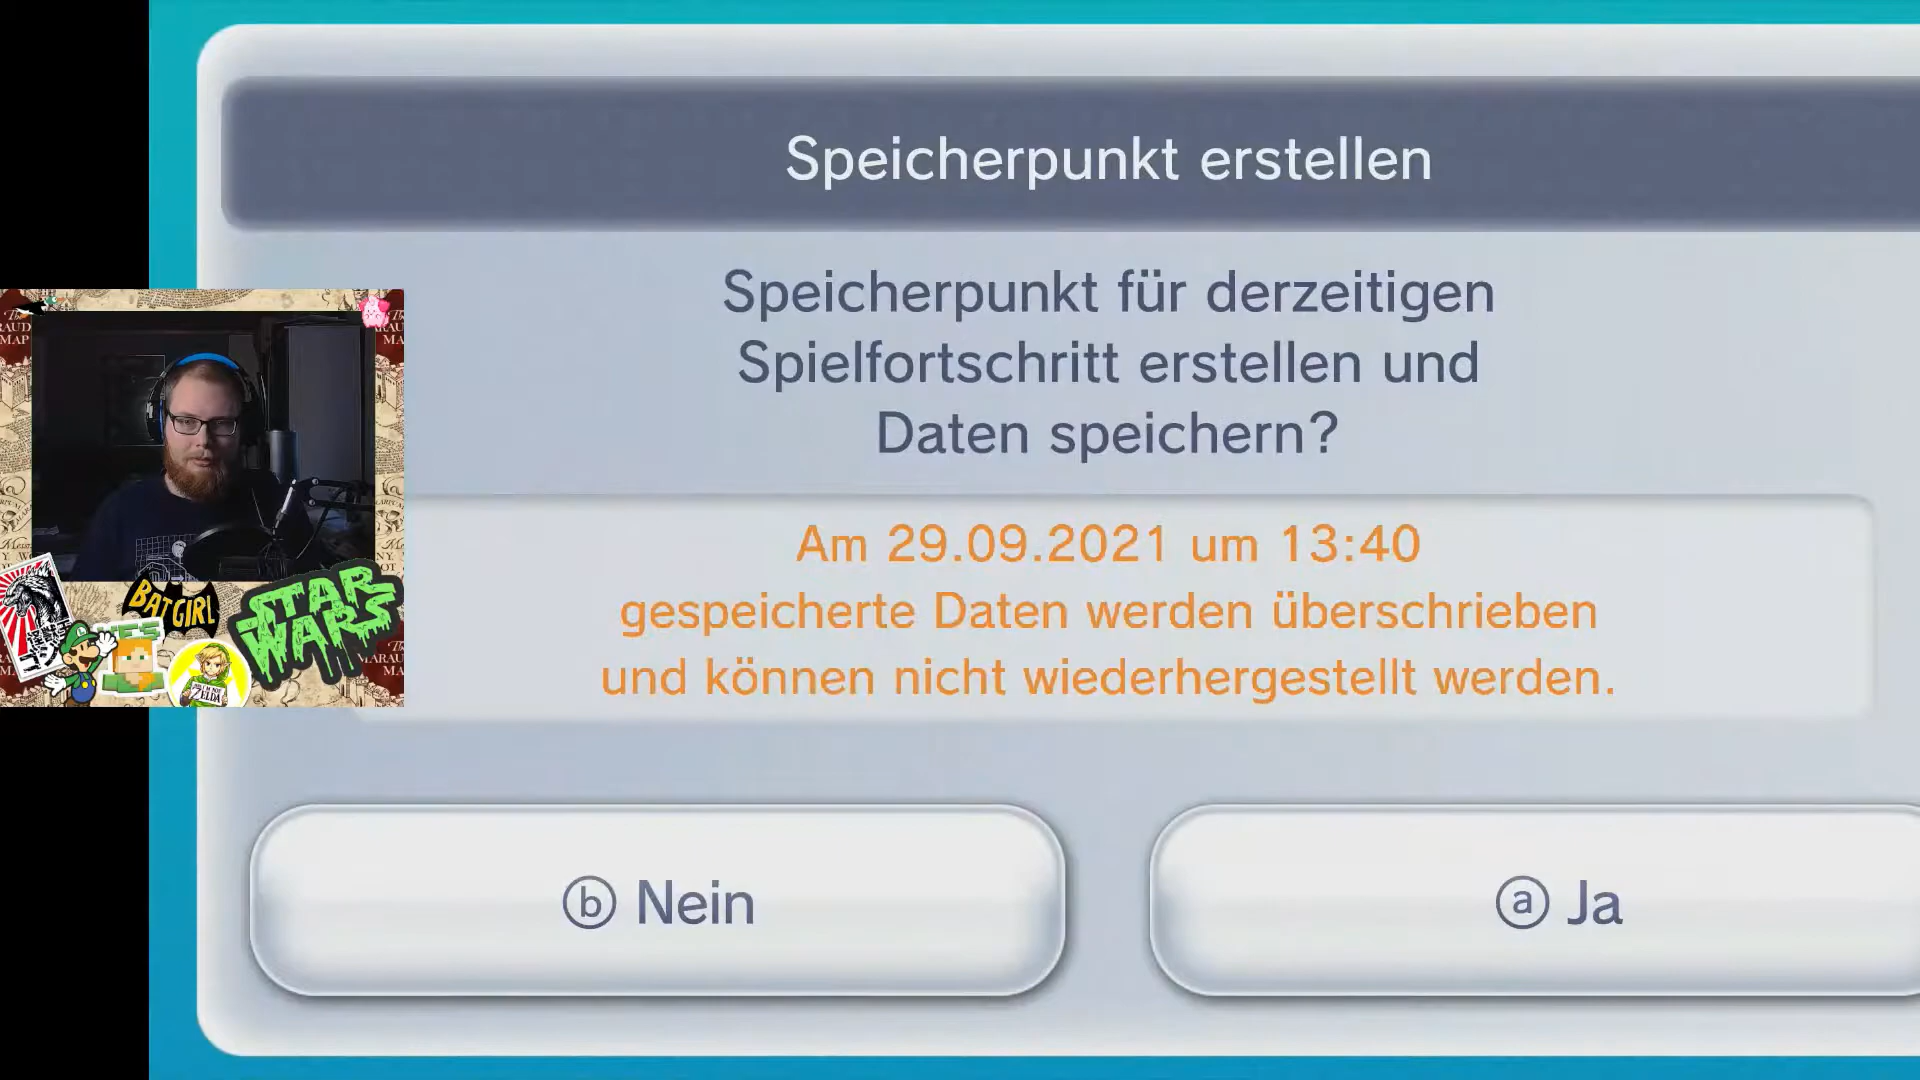 Speicherpunkt erstellen
Speicherpunkt für derzeitigen
Spielfortschritt erstellen und
Daten speichern?
Am 29.09.2021 um 13:40
gespeicherte Daten werden überschrieben
und können nicht wiederhergestellt werden.
ⓑ Nein
ⓐ Ja
BATGIRL
STAR
WARS
ZELDA